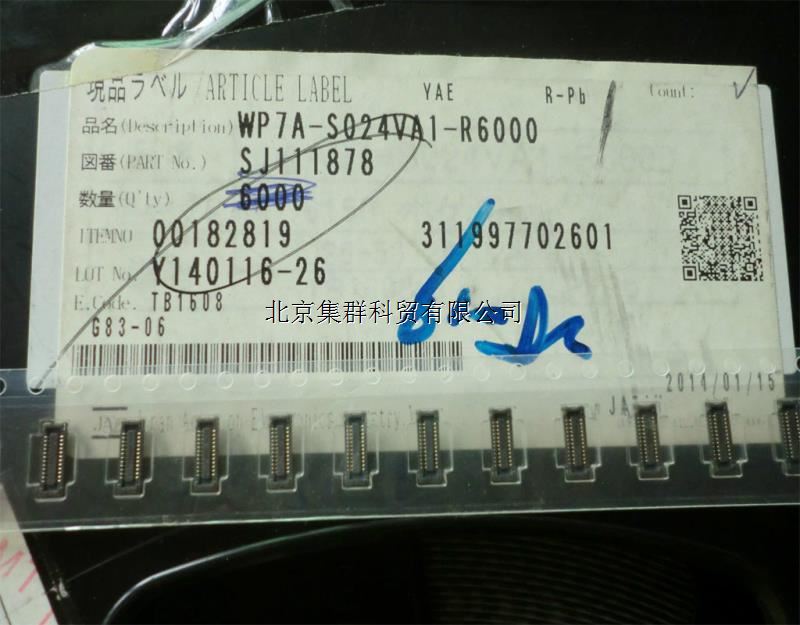 現品ラベル/ARTICLE LABEL YAE R-Pb Count:
品名(Description) WP7A-S024VA1-R6000
図番(PART No.) SJ111878
数量(Q'ty) 6000
ITEMNO 00182819 311997702601
LOT No. Y140116-26
E.Code. TB1608
北京集群科贸有限公司
G83-06
2014/01/15